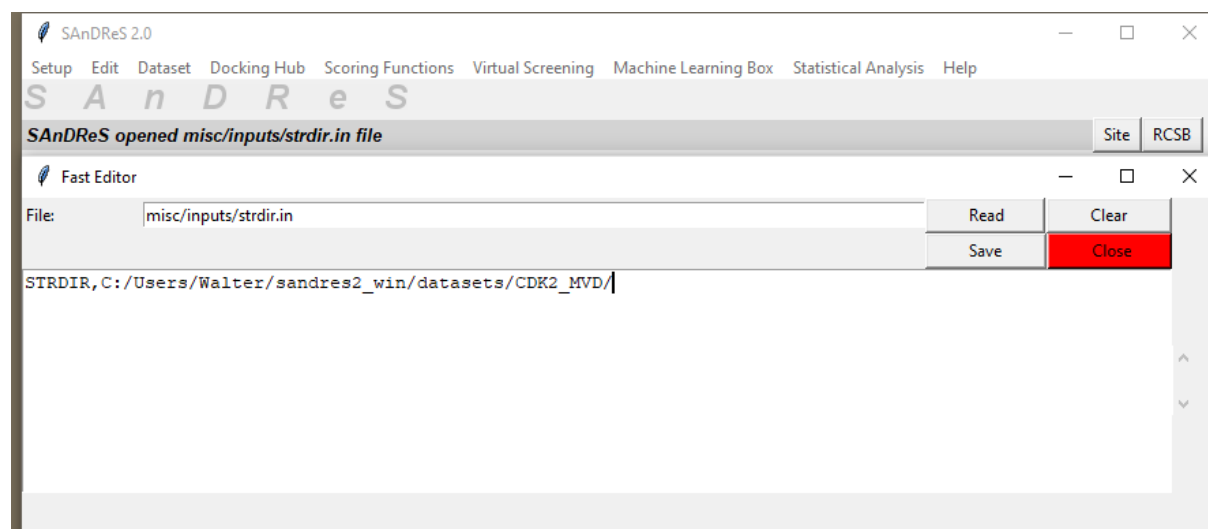 SAnDReS 2.0
Setup Edit Dataset Docking Hub Scoring Functions Virtual Screening Machine Learning Box Statistical Analysis Help
S A n D R e S
SAnDReS opened misc/inputs/strdir.in file Site RCSB
Fast Editor
File: misc/inputs/strdir.in Read Clear
Save Close
STRDIR,C:/Users/Walter/sandres2_win/datasets/CDK2_MVD/